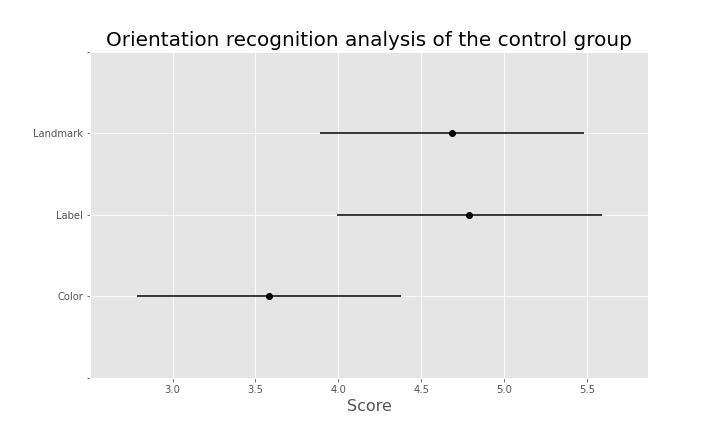 Orientation recognition analysis of the control group
Landmark
Label
Color
3.0 3.5 4.0 4.5 5.0 5.5
Score